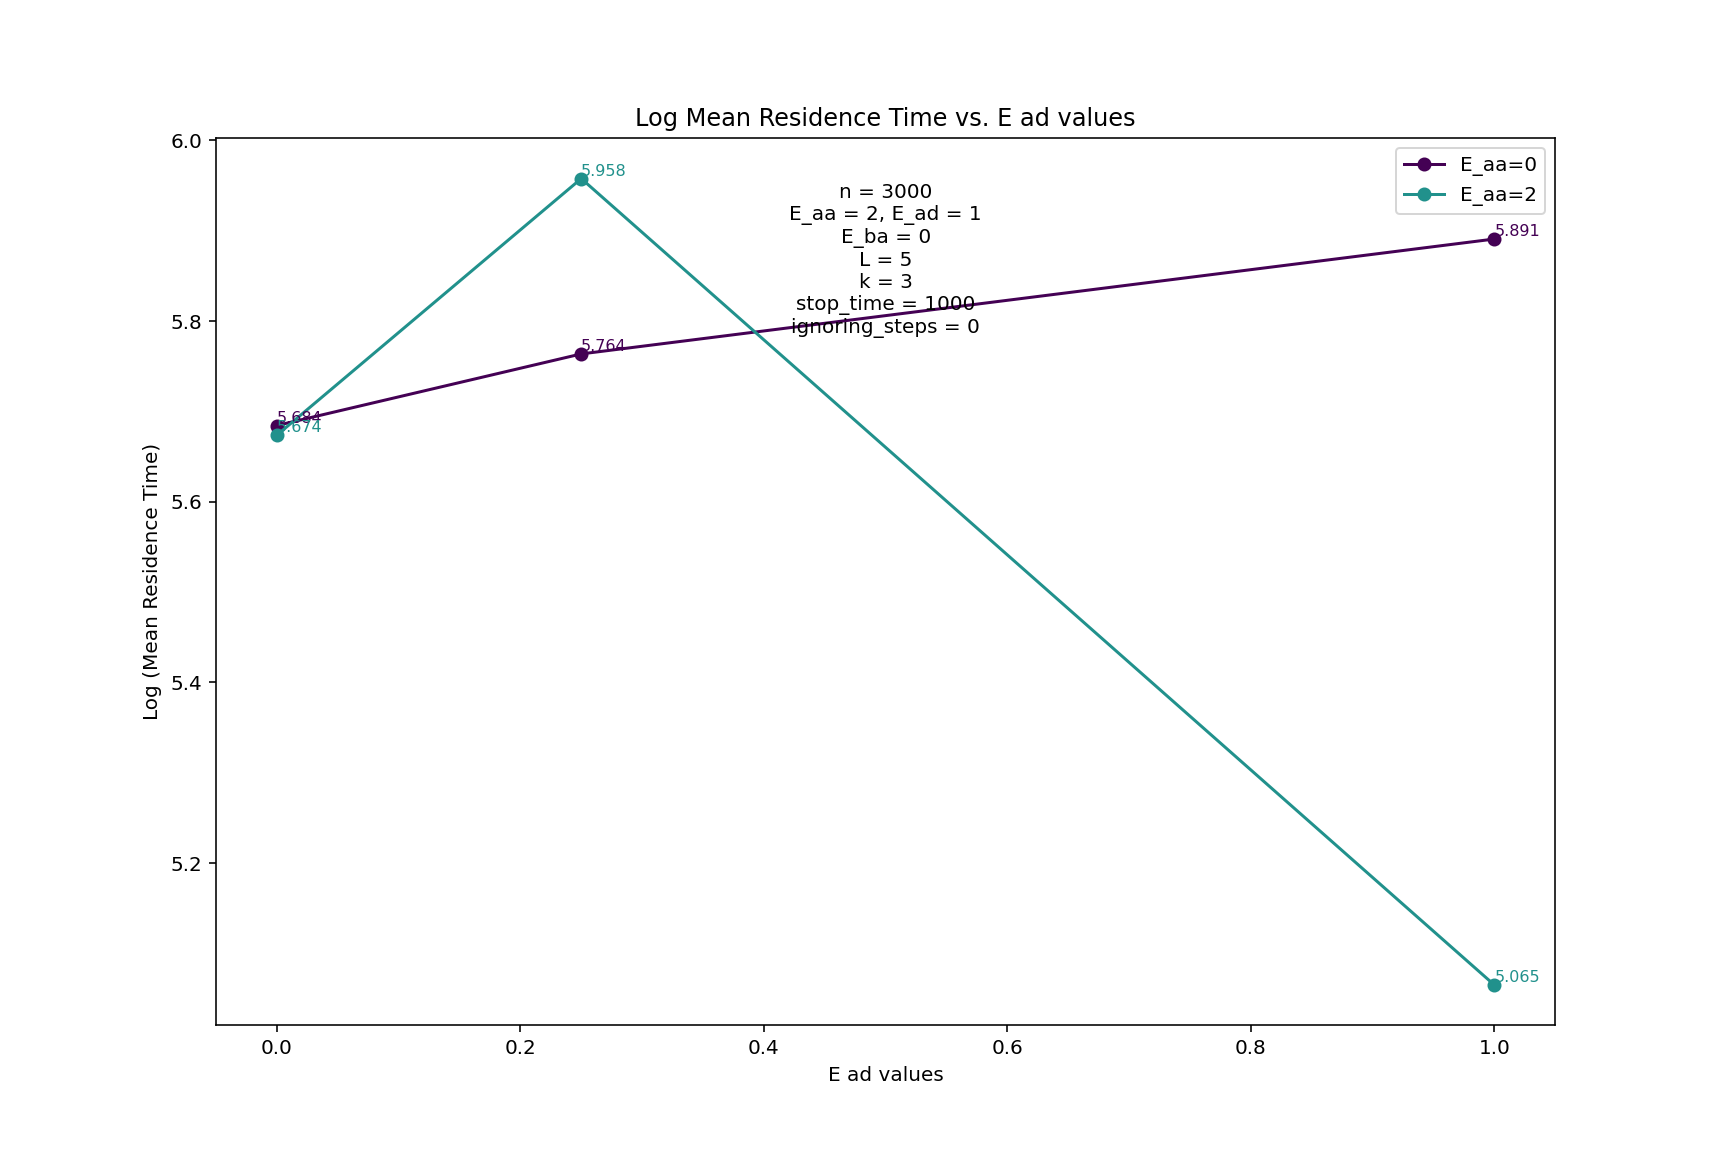 Log Mean Residence Time vs. E ad values
6.0
5.8
5.6
5.4
5.2
Log (Mean Residence Time)
E_aa=0
E_aa=2
n = 3000
E_aa = 2, E_ad = 1
E_ba = 0
L = 5
k = 3
stop_time = 1000
ignoring_steps = 0
5.958
5.891
5.764
5.684
5.674
5.065
0.0 0.2 0.4 0.6 0.8 1.0
E ad values